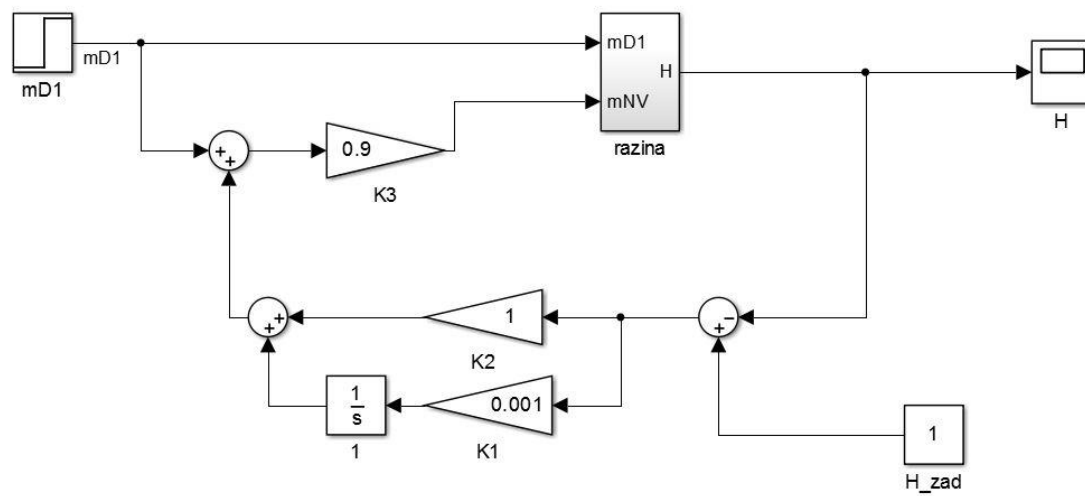 mD1
mD1
mD1
mNV
H
razina
H
+
+
0.9
K3
+
+
1
K2
−
+
1
s
1
0.001
K1
1
H_zad